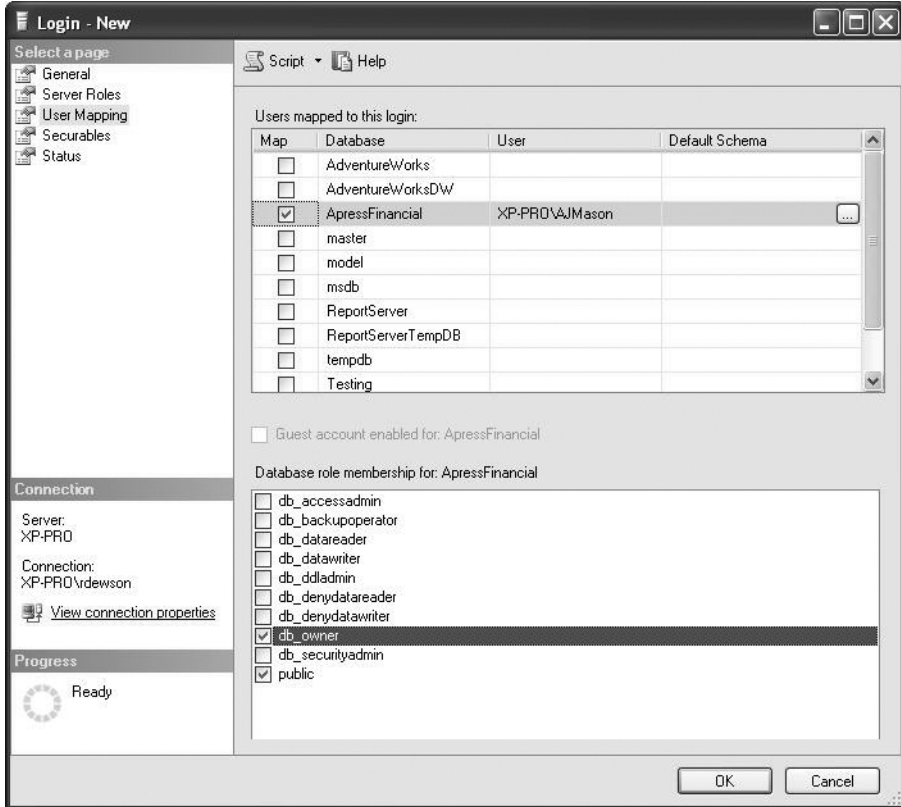 Login - New
Select a page
General
Server Roles
User Mapping
Securables
Status
Script
Help
Users mapped to this login:
Map Database User Default Schema
AdventureWorks
AdventureWorksDW
ApressFinancial XP-PRO\AJMason ...
master
model
msdb
ReportServer
ReportServerTempDB
tempdb
Testing
Guest account enabled for: ApressFinancial
Database role membership for: ApressFinancial
db_accessadmin
db_backupoperator
db_datareader
db_datawriter
db_ddladmin
db_denydatareader
db_denydatawriter
db_owner
db_securityadmin
public
Connection
Server:
XP-PRO
Connection:
XP-PRO\rdewson
View connection properties
Progress
Ready
OK Cancel